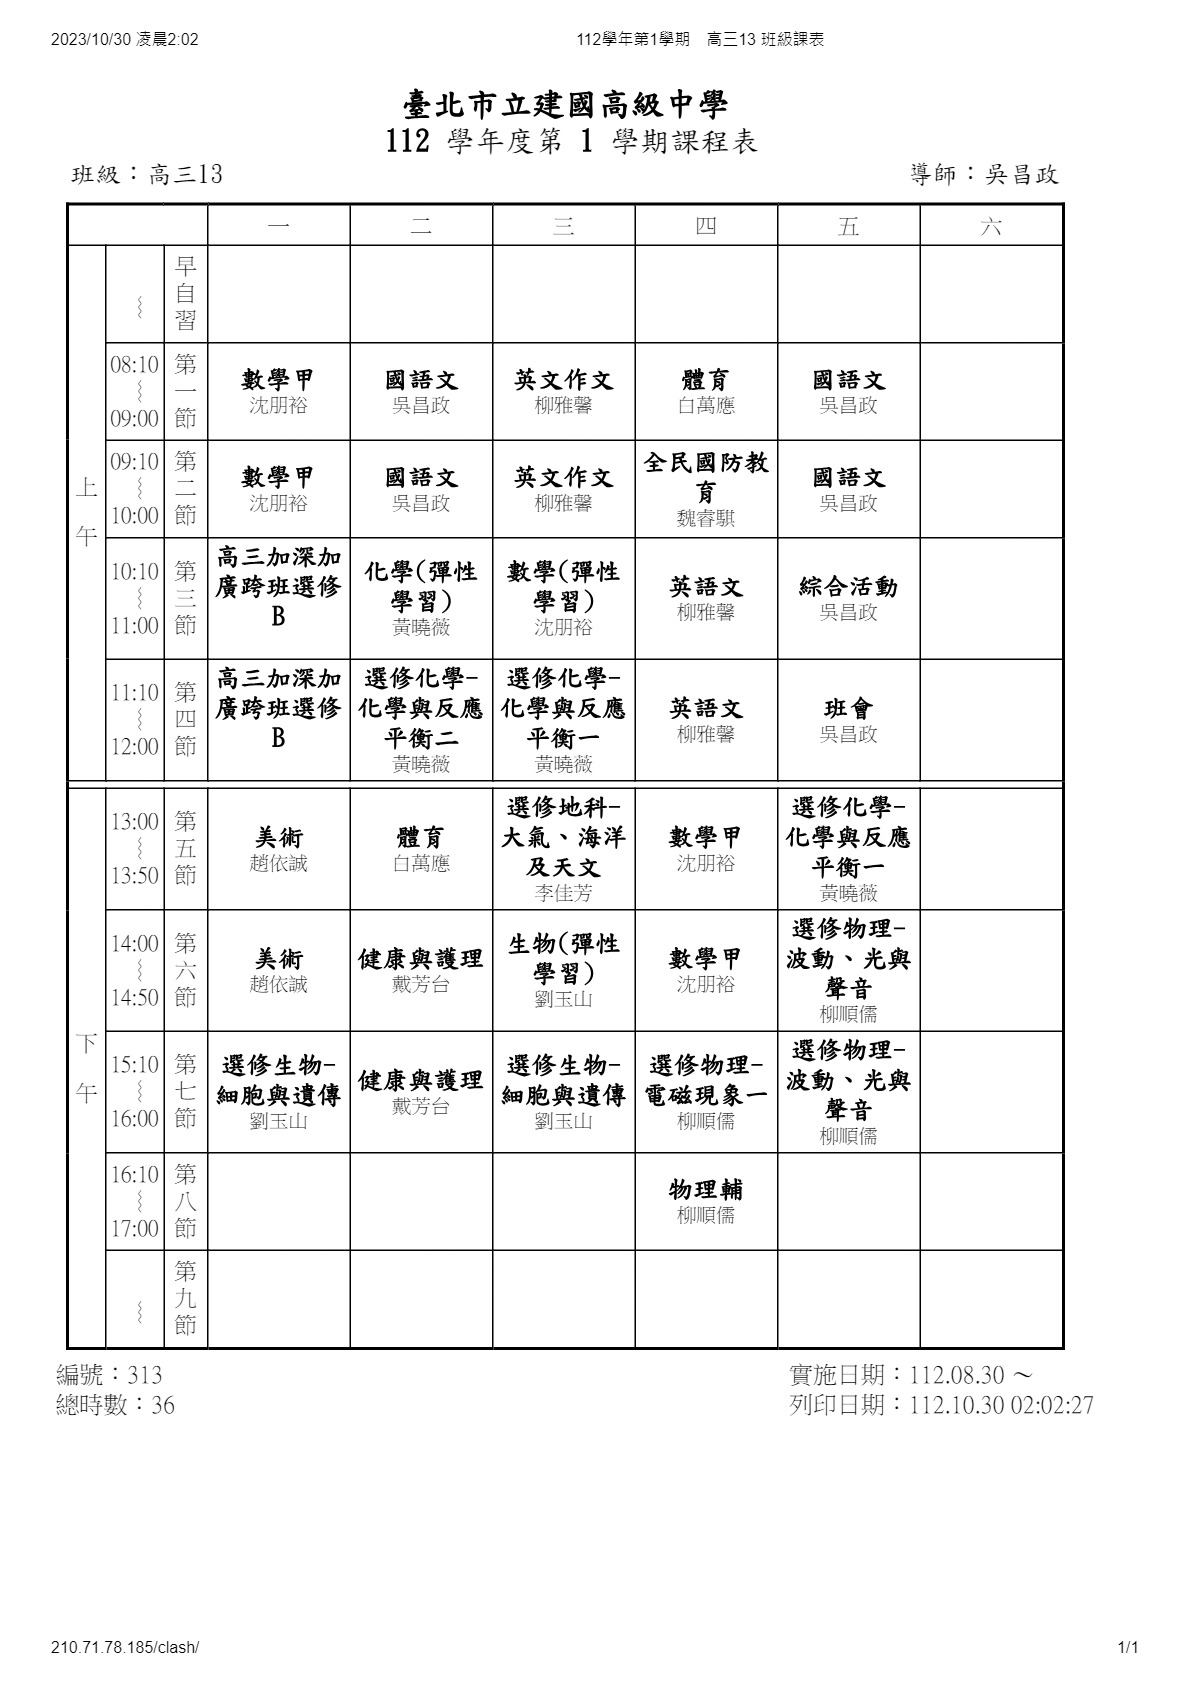 2023/10/30 凌晨2:02 112學年第1學期 高三13 班級課表
臺北市立建國高級中學
112 學年度第 1 學期課程表
班級：高三13 導師：吳昌政
一 二 三 四 五 六
上午
～ 早自習
08:10～09:00 第一節 數學甲 沈朋裕 國語文 吳昌政 英文作文 柳雅馨 體育 白萬應 國語文 吳昌政
09:10～10:00 第二節 數學甲 沈朋裕 國語文 吳昌政 英文作文 柳雅馨 全民國防教育 魏睿騏 國語文 吳昌政
10:10～11:00 第三節 高三加深加廣跨班選修B 化學(彈性學習) 黃曉薇 數學(彈性學習) 沈朋裕 英語文 柳雅馨 綜合活動 吳昌政
11:10～12:00 第四節 高三加深加廣跨班選修B 選修化學-化學與反應平衡二 黃曉薇 選修化學-化學與反應平衡一 黃曉薇 英語文 柳雅馨 班會 吳昌政
下午
13:00～13:50 第五節 美術 趙依誠 體育 白萬應 選修地科-大氣、海洋及天文 李佳芳 數學甲 沈朋裕 選修化學-化學與反應平衡一 黃曉薇
14:00～14:50 第六節 美術 趙依誠 健康與護理 戴芳台 生物(彈性學習) 劉玉山 數學甲 沈朋裕 選修物理-波動、光與聲音 柳順儒
15:10～16:00 第七節 選修生物-細胞與遺傳 劉玉山 健康與護理 戴芳台 選修生物-細胞與遺傳 劉玉山 選修物理-電磁現象一 柳順儒 選修物理-波動、光與聲音 柳順儒
16:10～17:00 第八節 物理輔 柳順儒
～ 第九節
編號：313 實施日期：112.08.30 ～
總時數：36 列印日期：112.10.30 02:02:27
210.71.78.185/clash/ 1/1